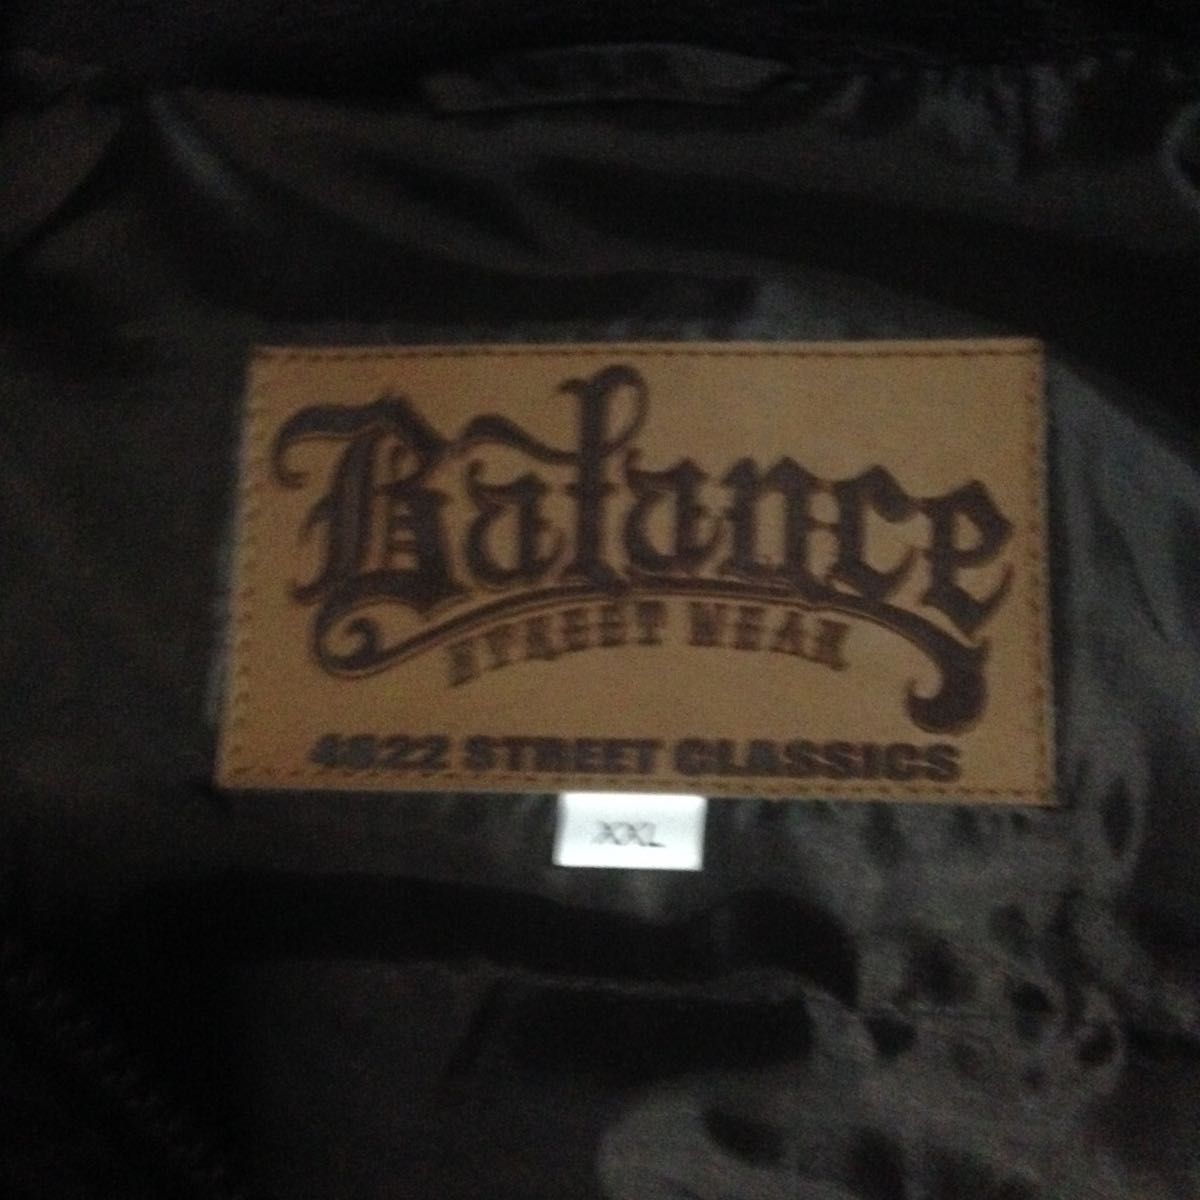 Balance
STREET WEAR
4622 STREET CLASSICS
XXL